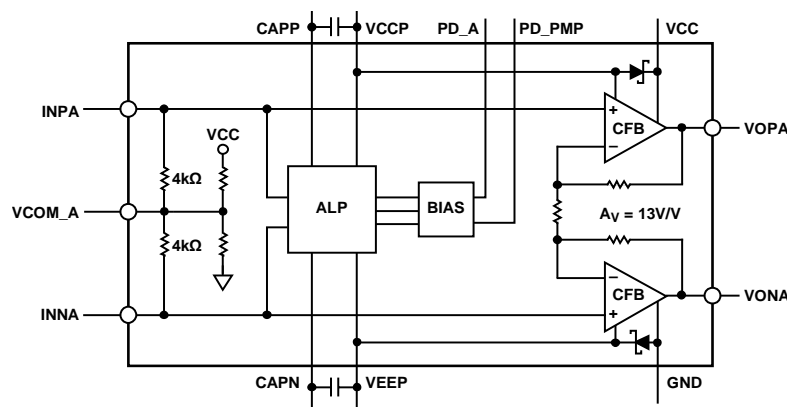 CAPP
VCCP
PD_A
PD_PMP
VCC
INPA
VCC
+
CFB
−
VOPA
4kΩ
ALP
BIAS
VCOM_A
AV = 13V/V
4kΩ
−
CFB
+
INNA
VONA
CAPN
VEEP
GND